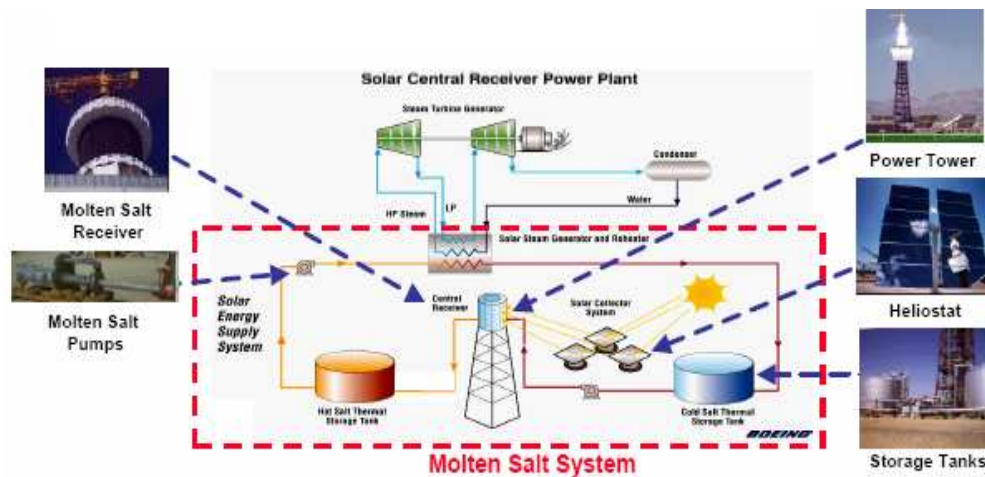 Solar Central Receiver Power Plant
Steam Turbine Generator
Condenser
Power Tower
Molten Salt
Receiver
HP Steam
LP
Water
Solar Steam Generator and Reheater
Molten Salt
Pumps
Solar
Energy
Supply
System
Central
Receiver
Solar Collector
System
Heliostat
Hot Salt Thermal
Storage Tank
Cold Salt Thermal
Storage Tank
BOEING
Storage Tanks
Molten Salt System